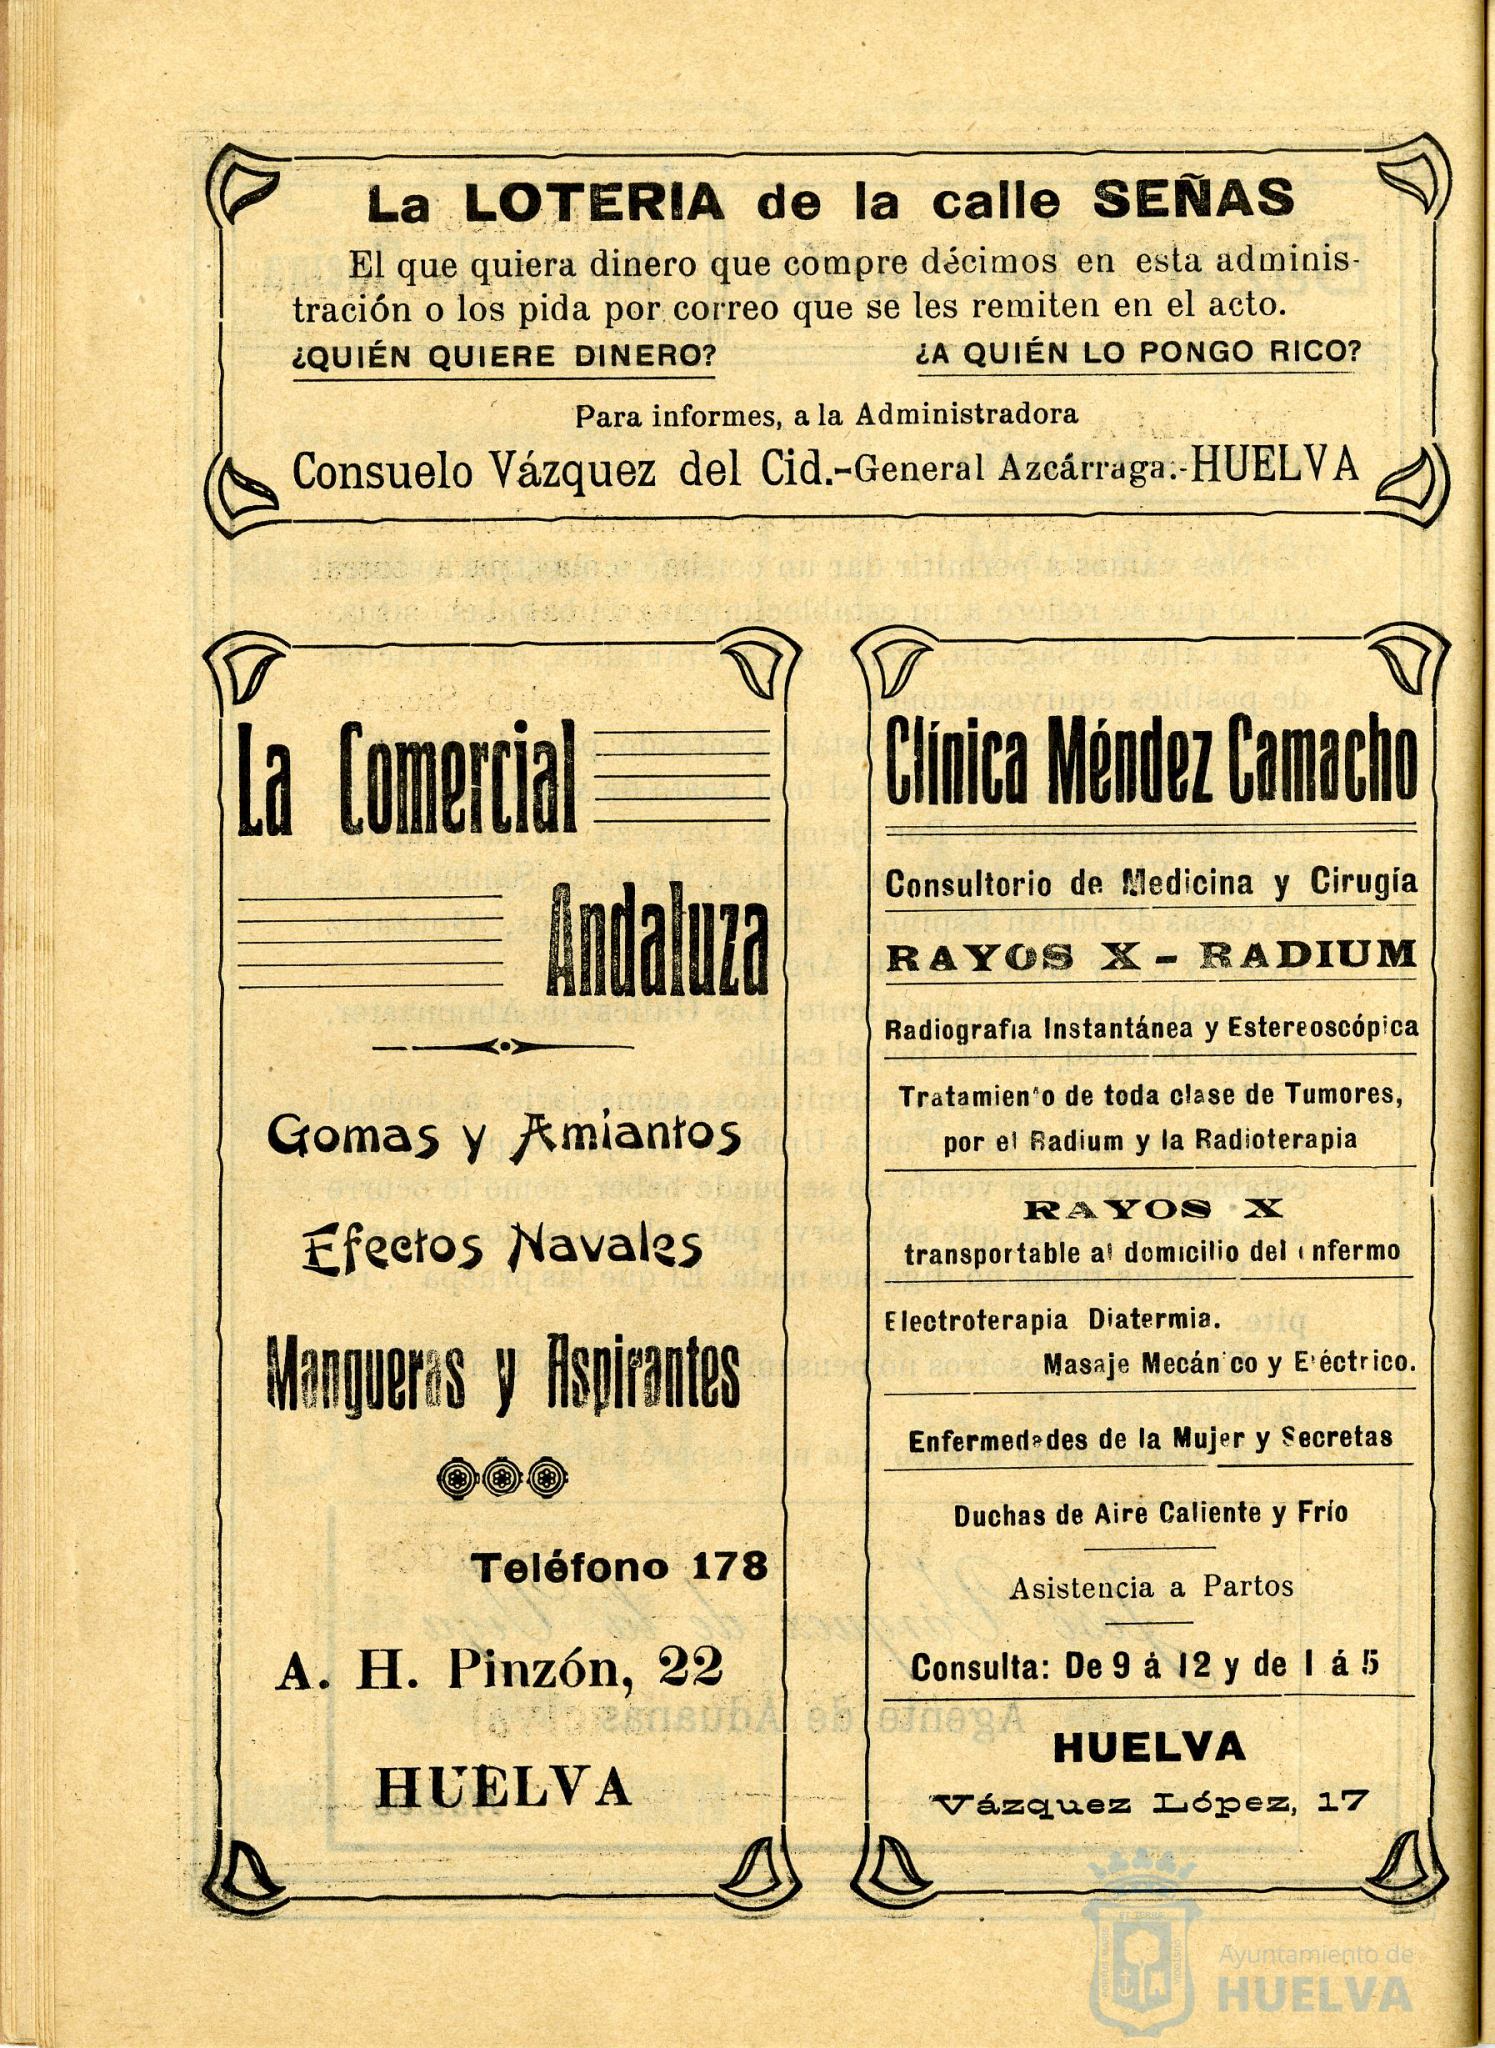 La LOTERIA de la calle SEÑAS
El que quiera dinero que compre décimos en esta adminis-
tración o los pida por correo que se les remiten en el acto.
¿QUIÉN QUIERE DINERO? ¿A QUIÉN LO PONGO RICO?
Para informes, a la Administradora
Consuelo Vázquez del Cid.-General Azcárraga.-HUELVA
La Comercial
Andaluza
Gomas y Amiantos
Efectos Navales
Mangueras y Aspirantes
Teléfono 178
A. H. Pinzón, 22
HUELVA
Clínica Méndez Camacho
Consultorio de Medicina y Cirugía
RAYOS X - RADIUM
Radiografía Instantánea y Estereoscópica
Tratamiento de toda clase de Tumores,
por el Radium y la Radioterapia
RAYOS X
transportable al domicilio del enfermo
Electroterapia Diatermia.
Masaje Mecánico y Eléctrico.
Enfermedades de la Mujer y Secretas
Duchas de Aire Caliente y Frío
Asistencia a Partos
Consulta: De 9 á 12 y de 1 á 5
HUELVA
Vázquez López, 17
Ayuntamiento de
HUELVA